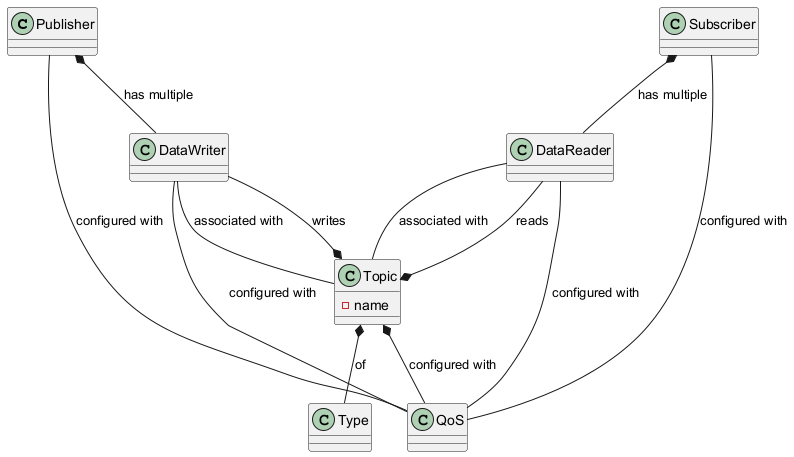 C Publisher
C Subscriber
has multiple
has multiple
C DataWriter
C DataReader
configured with
associated with
writes
associated with
reads
configured with
C Topic
name
configured with
configured with
of
configured with
C Type
C QoS